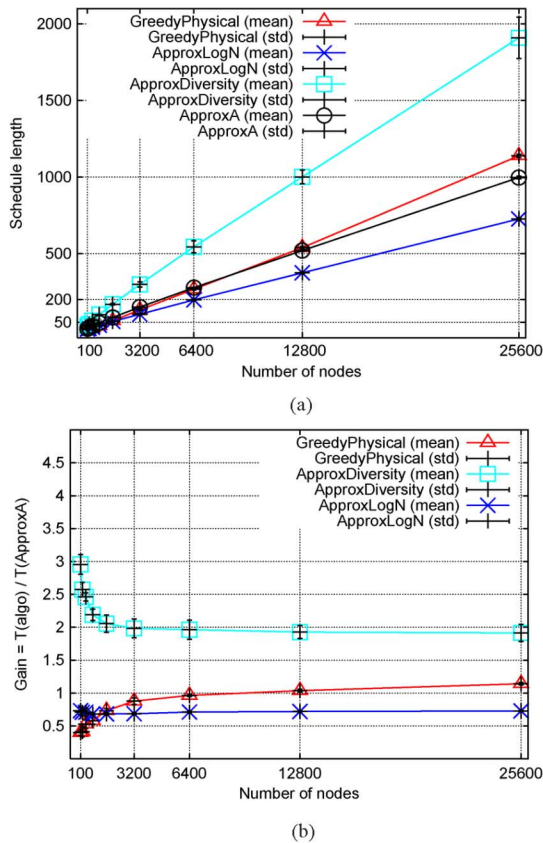 2000
1500
1000
500
200
50
Schedule length
GreedyPhysical (mean)
GreedyPhysical (std)
ApproxLogN (mean)
ApproxLogN (std)
ApproxDiversity (mean)
ApproxDiversity (std)
ApproxA (mean)
ApproxA (std)
100 3200 6400 12800 25600
Number of nodes
(a)
4.5
4
3.5
3
2.5
2
1.5
1
0.5
Gain = T(algo) / T(ApproxA)
GreedyPhysical (mean)
GreedyPhysical (std)
ApproxDiversity (mean)
ApproxDiversity (std)
ApproxLogN (mean)
ApproxLogN (std)
100 3200 6400 12800 25600
Number of nodes
(b)